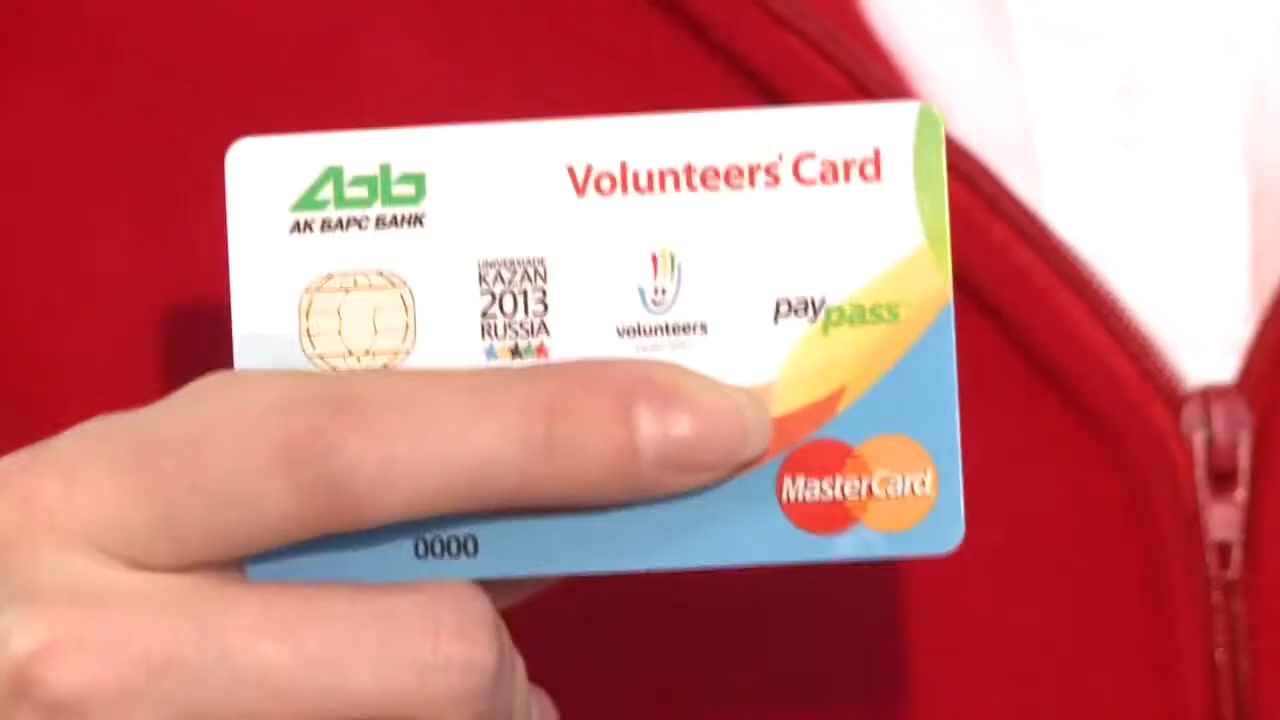 Volunteers' Card
АК БАРС БАНК
UNIVERSIADE
KAZAN
2013
RUSSIA
volunteers
paypass
MasterCard
0000